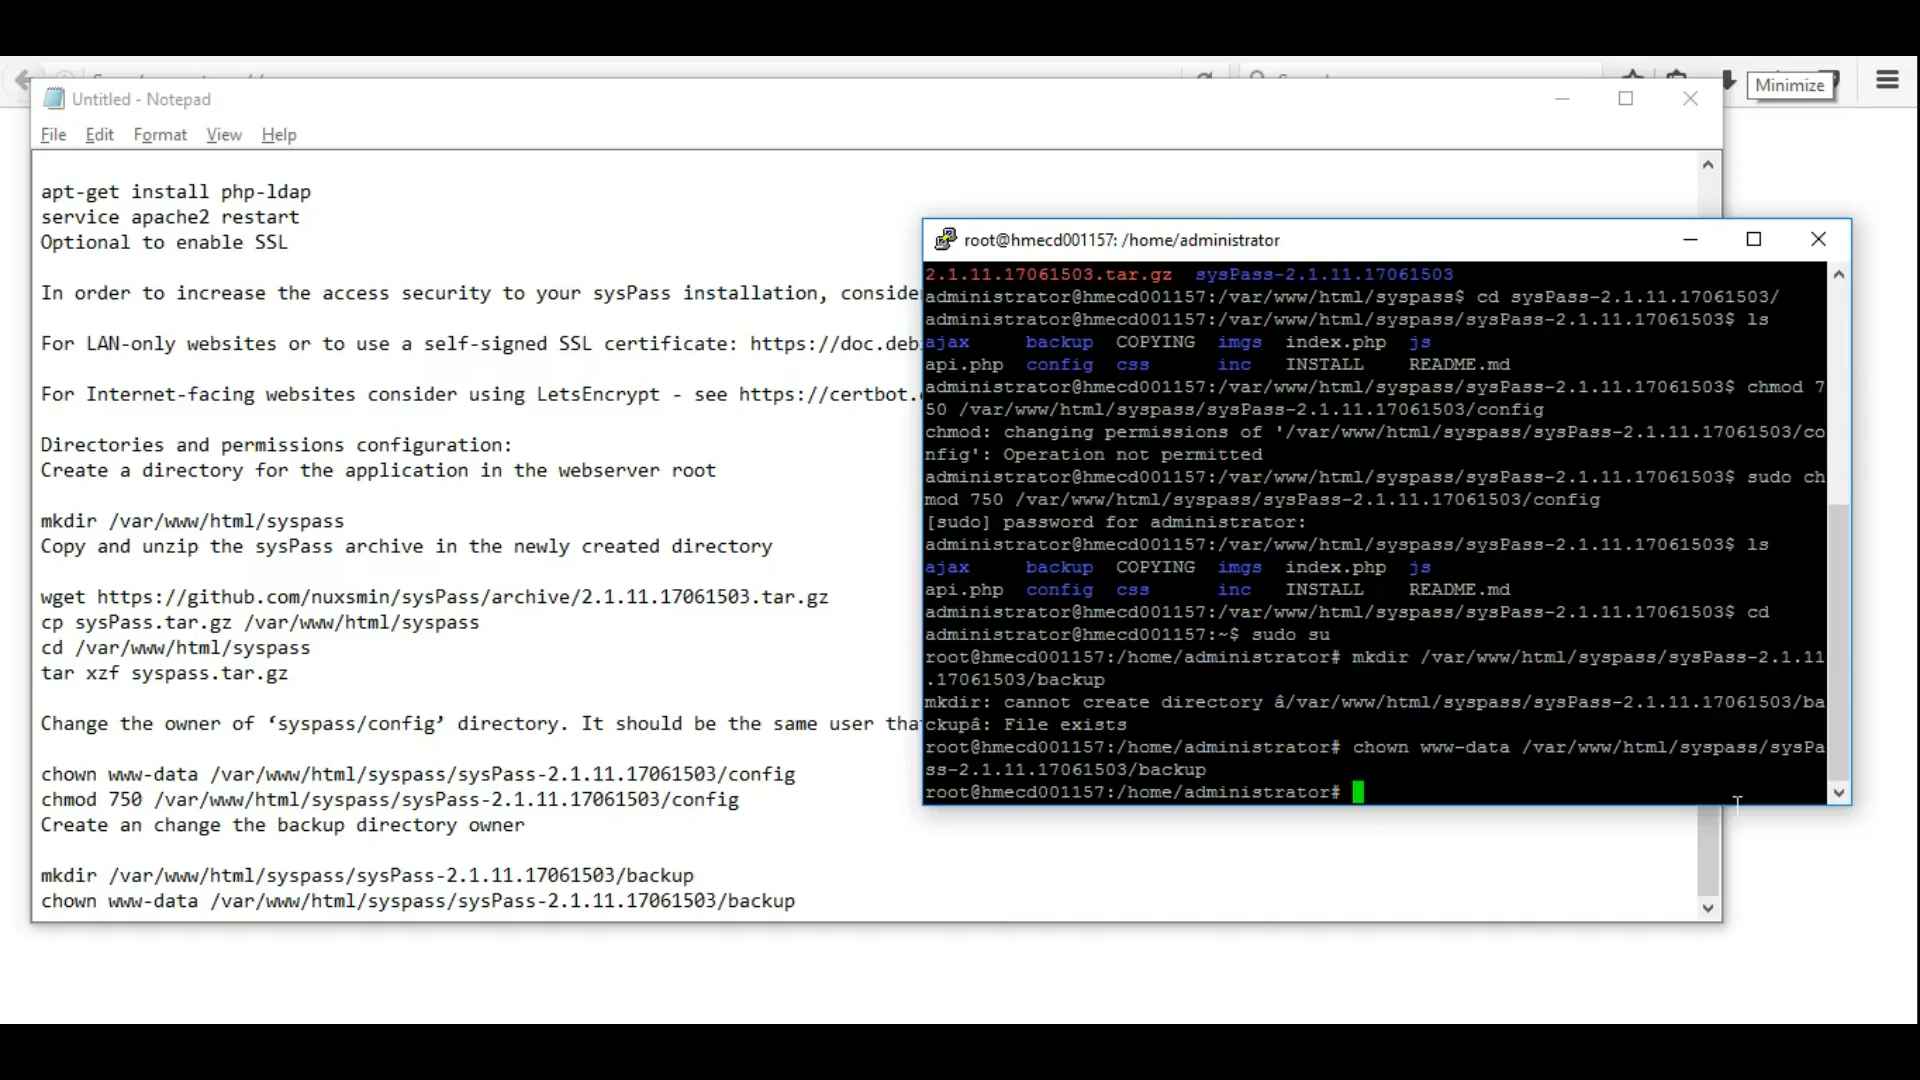 Minimize
Untitled - Notepad
File Edit Format View Help
apt-get install php-ldap
service apache2 restart
Optional to enable SSL
In order to increase the access security to your sysPass installation,
For LAN-only websites or to use a self-signed SSL certificate: https://doc.deb
For Internet-facing websites consider using LetsEncrypt - see https://certbot.
Directories and permissions configuration:
Create a directory for the application in the webserver root
mkdir /var/www/html/syspass
Copy and unzip the sysPass archive in the newly created directory
wget https://github.com/nuxsmin/sysPass/archive/2.1.11.17061503.tar.gz
cp sysPass.tar.gz /var/www/html/syspass
cd /var/www/html/syspass
tar xzf syspass.tar.gz
Change the owner of ‘syspass/config’ directory. It should be the same user
chown www-data /var/www/html/syspass/sysPass-2.1.11.17061503/config
chmod 750 /var/www/html/syspass/sysPass-2.1.11.17061503/config
Create an change the backup directory owner
mkdir /var/www/html/syspass/sysPass-2.1.11.17061503/backup
chown www-data /var/www/html/syspass/sysPass-2.1.11.17061503/backup
root@hmecd001157: /home/administrator
2.1.11.17061503.tar.gz sysPass-2.1.11.17061503
administrator@hmecd001157:/var/www/html/syspass$ cd sysPass-2.1.11.17061503/
administrator@hmecd001157:/var/www/html/syspass/sysPass-2.1.11.17061503$ ls
ajax backup COPYING imgs index.php js
api.php config css inc INSTALL README.md
administrator@hmecd001157:/var/www/html/syspass/sysPass-2.1.11.17061503$ chmod 7
50 /var/www/html/syspass/sysPass-2.1.11.17061503/config
chmod: changing permissions of '/var/www/html/syspass/sysPass-2.1.11.17061503/co
nfig': Operation not permitted
administrator@hmecd001157:/var/www/html/syspass/sysPass-2.1.11.17061503$ sudo ch
mod 750 /var/www/html/syspass/sysPass-2.1.11.17061503/config
[sudo] password for administrator:
administrator@hmecd001157:/var/www/html/syspass/sysPass-2.1.11.17061503$ ls
ajax backup COPYING imgs index.php js
api.php config css inc INSTALL README.md
administrator@hmecd001157:/var/www/html/syspass/sysPass-2.1.11.17061503$ cd
administrator@hmecd001157:~$ sudo su
root@hmecd001157:/home/administrator# mkdir /var/www/html/syspass/sysPass-2.1.11
.17061503/backup
mkdir: cannot create directory â/var/www/html/syspass/sysPass-2.1.11.17061503/ba
ckupâ: File exists
root@hmecd001157:/home/administrator# chown www-data /var/www/html/syspass/sysPa
ss-2.1.11.17061503/backup
root@hmecd001157:/home/administrator#